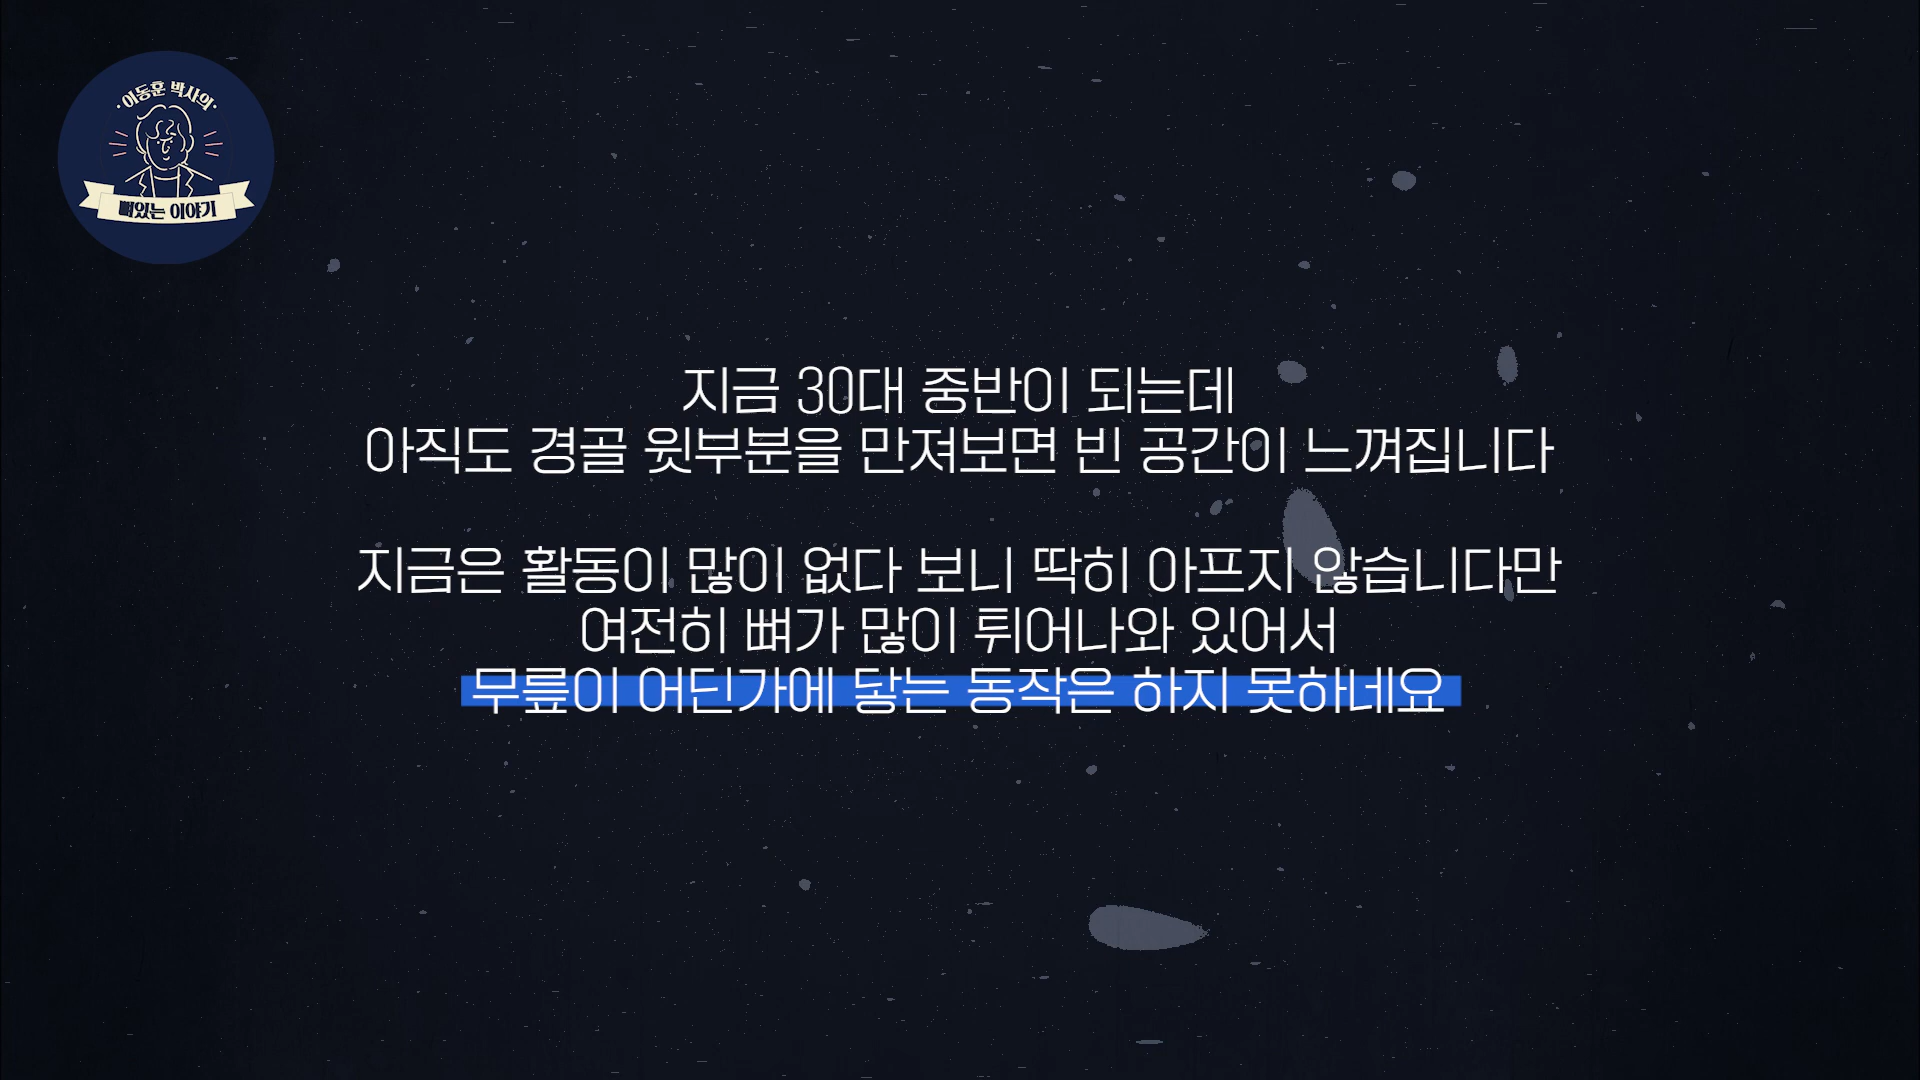 이동훈 박사의
뼈있는 이야기
지금 30대 중반이 되는데
아직도 경골 윗부분을 만져보면 빈 공간이 느껴집니다
지금은 활동이 많이 없다 보니 딱히 아프지 않습니다만
여전히 뼈가 많이 튀어나와 있어서
무릎이 어딘가에 닿는 동작은 하지 못하네요